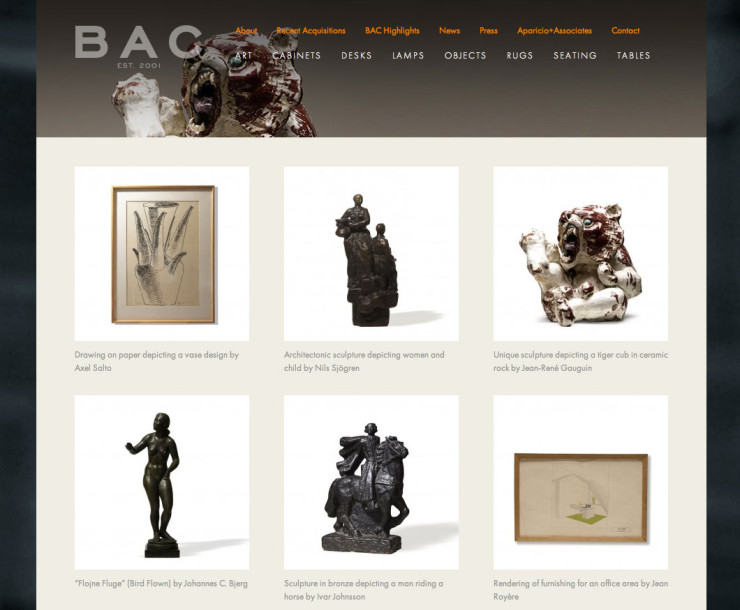 BAC
EST. 2001
About Recent Acquisitions BAC Highlights News Press Aparicio+Associates Contact
ART CABINETS DESKS LAMPS OBJECTS RUGS SEATING TABLES
Drawing on paper depicting a vase design by
Axel Salto
Architectonic sculpture depicting women and
child by Nils Sjögren
Unique sculpture depicting a tiger cub in ceramic
rock by Jean-René Gauguin
"Flojne Fluge" (Bird Flown) by Johannes C. Bjerg
Sculpture in bronze depicting a man riding a
horse by Ivar Johnsson
Rendering of furnishing for an office area by Jean
Royère